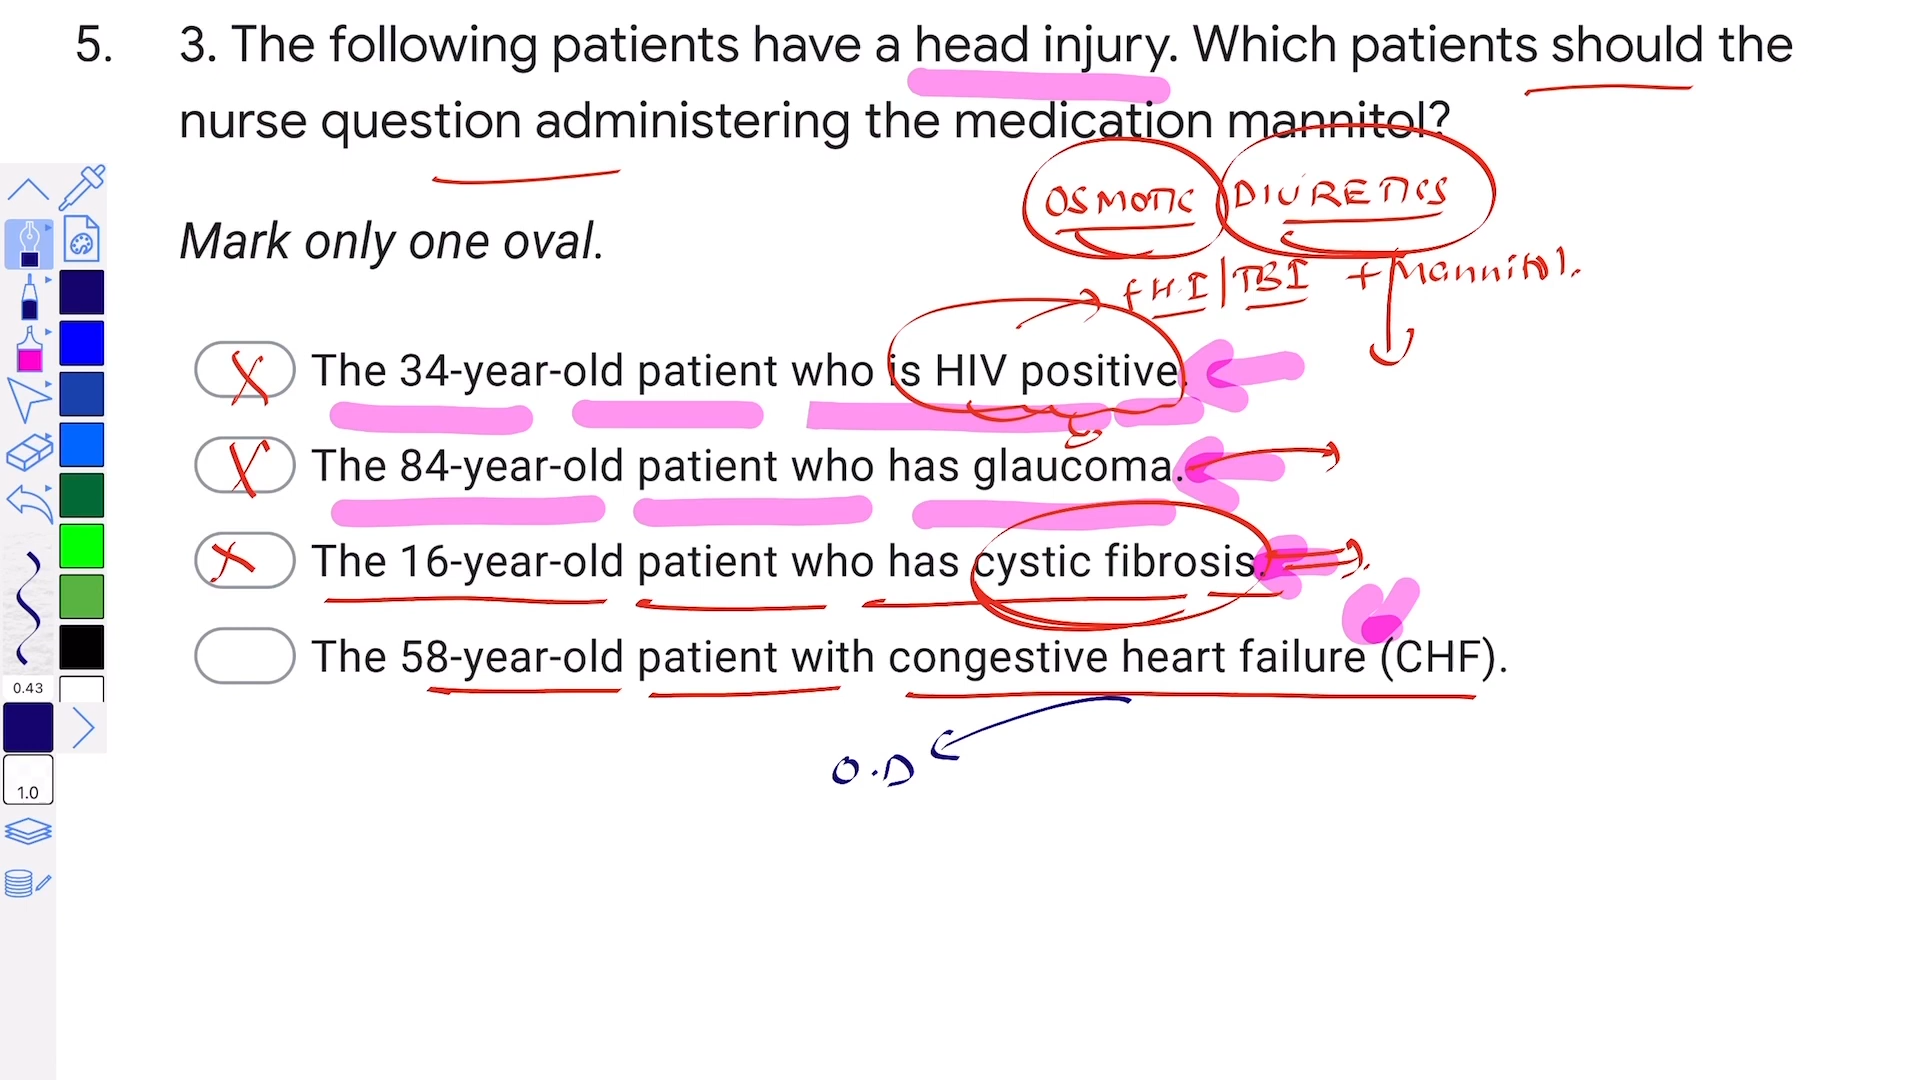 5. 3. The following patients have a head injury. Which patients should the
nurse question administering the medication mannitol?
OSMOTIC DIURETICS
Mark only one oval.
H.I | TBI + Mannitol.
X The 34-year-old patient who is HIV positive.
X The 84-year-old patient who has glaucoma.
X The 16-year-old patient who has cystic fibrosis.
The 58-year-old patient with congestive heart failure (CHF).
O.D
0.43
1.0